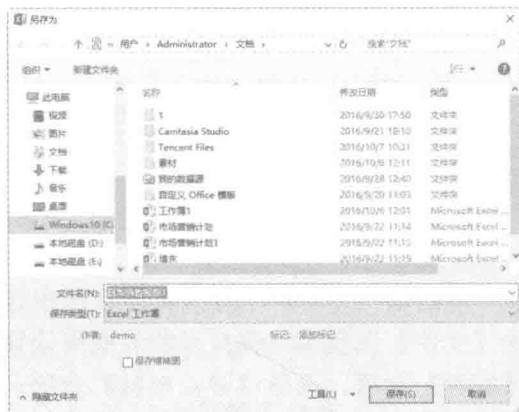 另存为
用户 › Administrator › 文档 ›
搜索"文档"
组织 新建文件夹
此电脑
视频
图片
文档
下载
音乐
桌面
Windows10 (C:
本地磁盘 (D:)
本地磁盘 (E:)
名称 修改日期 类型
1 2016/9/30 17:50 文件夹
Camtasia Studio 2016/9/21 18:10 文件夹
Tencent Files 2016/10/7 10:21 文件夹
素材 2016/10/9 12:11 文件夹
我的数据源 2016/9/28 12:40 文件夹
自定义 Office 模板 2016/9/20 11:03 文件夹
工作簿1 2016/10/6 12:01 Microsoft Excel ...
市场营销计划 2016/9/22 11:14 Microsoft Excel ...
市场营销计划1 2016/9/22 11:15 Microsoft Excel ...
填充 2016/9/22 11:19 Microsoft Excel ...
文件名(N):
保存类型(T): Excel 工作簿
作者: demo 标记: 添加标记
保存缩略图
隐藏文件夹 工具(L) 保存(S) 取消